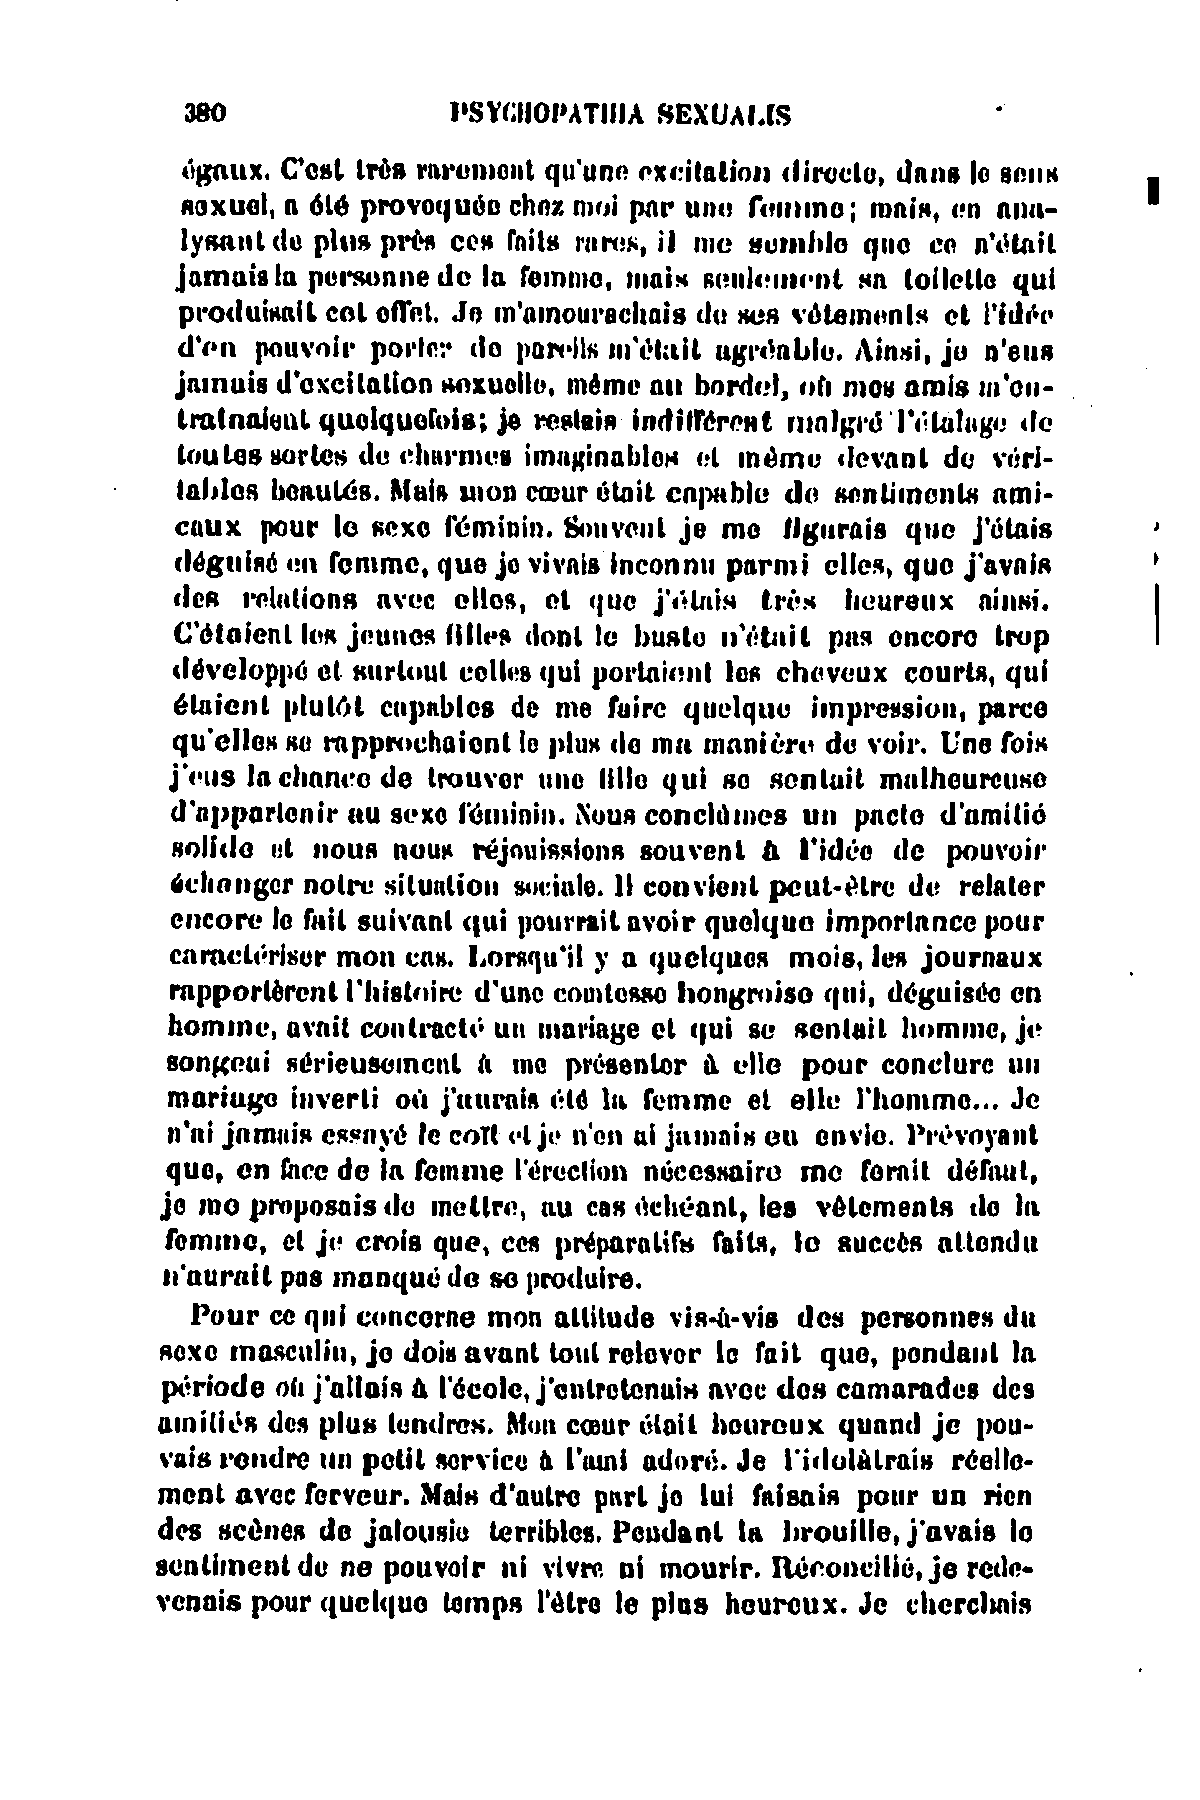 380 PSYCHOPATHIA SEXUALIS
égaux. C'est très rarement qu'une excitation directe, dans le sens
sexuel, a été provoquée chez moi par une femme; mais, en ana-
lysant de plus près ces faits rares, il me semble que ce n'était
jamais la personne de la femme, mais seulement sa toilette qui
produisait cet effet. Je m'amourachais de ses vêtements et l'idée
d'en pouvoir porter de pareils m'était agréable. Ainsi, je n'eus
jamais d'excitation sexuelle, même au bordel, où mes amis m'en-
traînaient quelquefois; je restais indifférent malgré l'étalage de
toutes sortes de charmes imaginables et même devant de véri-
tables beautés. Mais mon cœur était capable de sentiments ami-
caux pour le sexe féminin. Souvent je me figurais que j'étais
déguisé en femme, que je vivais inconnu parmi elles, que j'avais
des relations avec elles, et que j'étais très heureux ainsi.
C'étaient les jeunes filles dont le buste n'était pas encore trop
développé et surtout celles qui portaient les cheveux courts, qui
étaient plutôt capables de me faire quelque impression, parce
qu'elles se rapprochaient le plus de ma manière de voir. Une fois
j'eus la chance de trouver une fille qui se sentait malheureuse
d'appartenir au sexe féminin. Nous conclûmes un pacte d'amitié
solide et nous nous réjouissions souvent à l'idée de pouvoir
échanger notre situation sociale. Il convient peut-être de relater
encore le fait suivant qui pourrait avoir quelque importance pour
caractériser mon cas. Lorsqu'il y a quelques mois, les journaux
rapportèrent l'histoire d'une comtesse hongroise qui, déguisée en
homme, avait contracté un mariage et qui se sentait homme, je
songeai sérieusement à me présenter à elle pour conclure un
mariage inverti où j'aurais été la femme et elle l'homme... Je
n'ai jamais essayé le coït et je n'en ai jamais eu envie. Prévoyant
que, en face de la femme l'érection nécessaire me ferait défaut,
je me proposais de mettre, au cas échéant, les vêtements de la
femme, et je crois que, ces préparatifs faits, le succès attendu
n'aurait pas manqué de se produire.
Pour ce qui concerne mon attitude vis-à-vis des personnes du
sexe masculin, je dois avant tout relever le fait que, pendant la
période où j'allais à l'école, j'entretenais avec des camarades des
amitiés des plus tendres. Mon cœur était heureux quand je pou-
vais rendre un petit service à l'ami adoré. Je l'idolâtrais réelle-
ment avec ferveur. Mais d'autre part je lui faisais pour un rien
des scènes de jalousie terribles. Pendant la brouille, j'avais le
sentiment de ne pouvoir ni vivre ni mourir. Réconcilié, je rede-
venais pour quelque temps l'être le plus heureux. Je cherchais